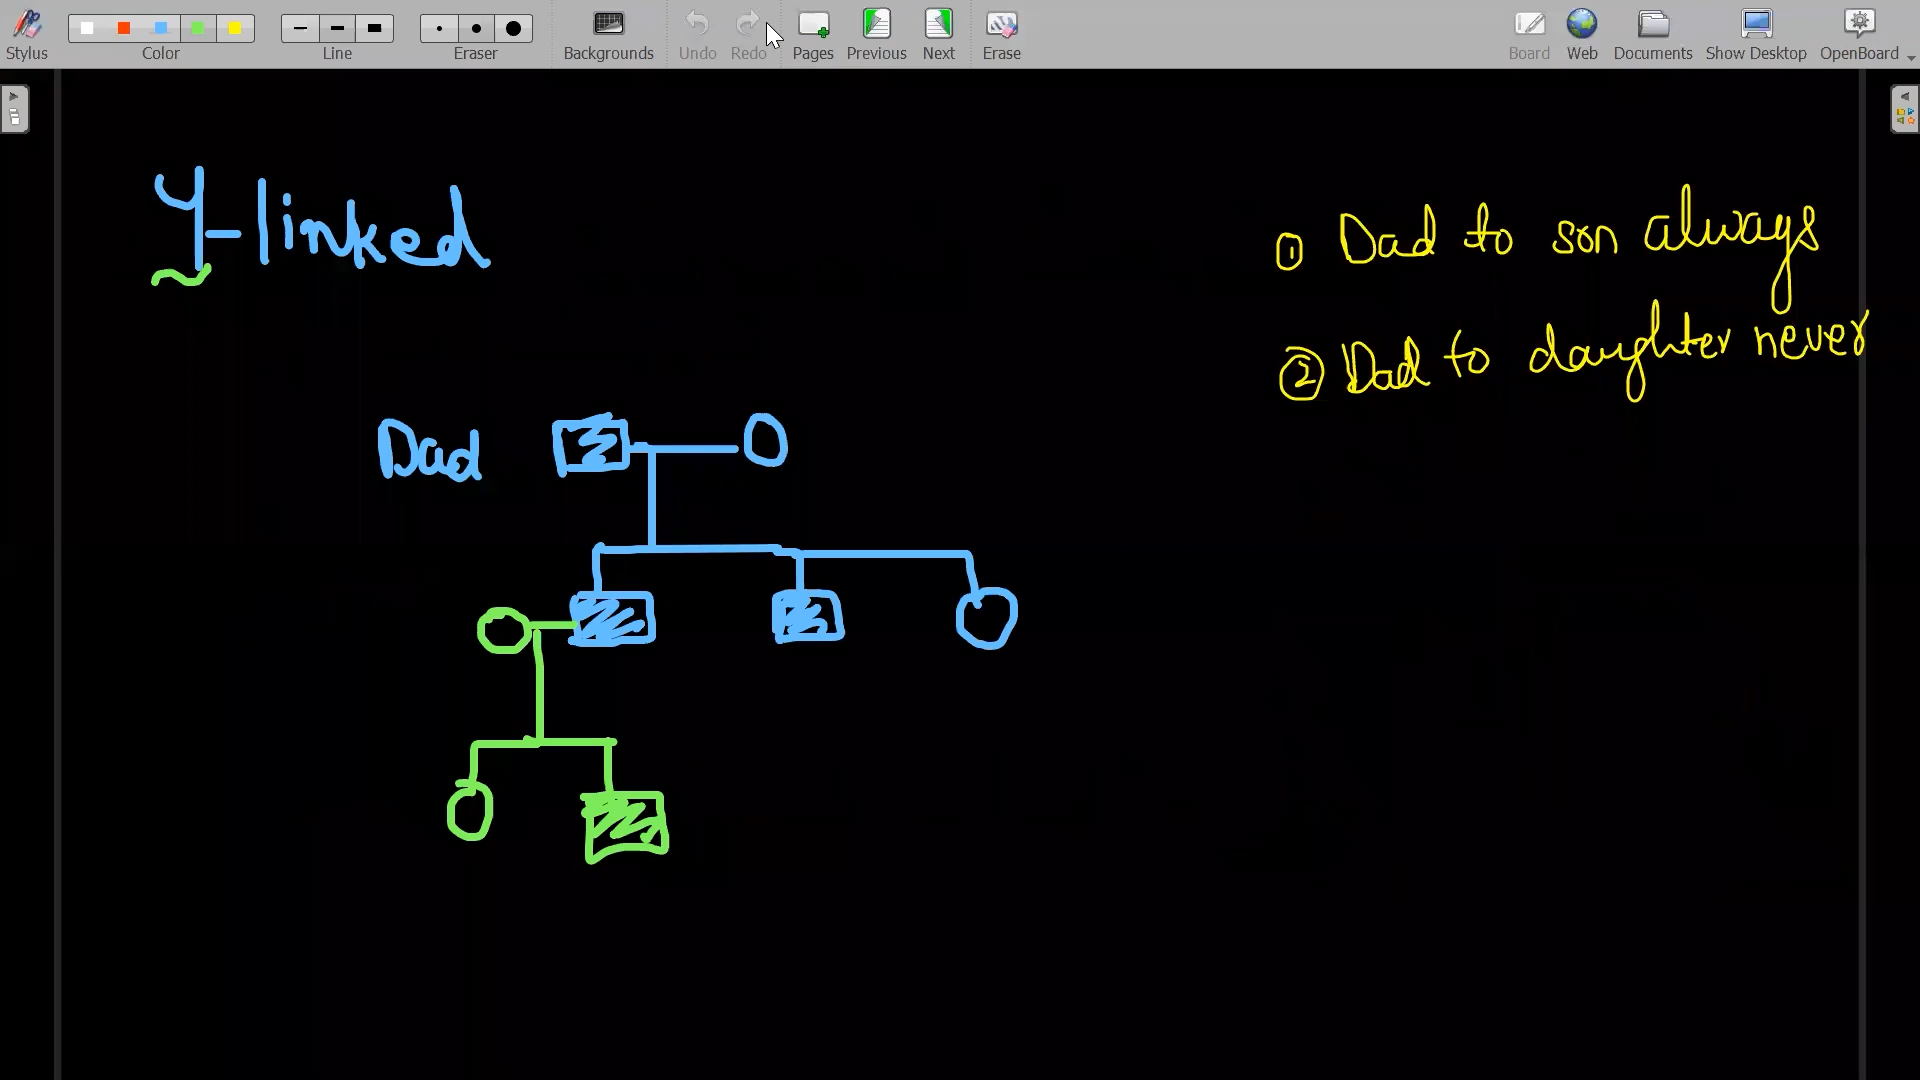 Stylus
Color
Line
Eraser
Backgrounds
Undo
Redo
Pages
Previous
Next
Erase
Board
Web
Documents
Show Desktop
OpenBoard
Y-linked
① Dad to son always
② Dad to daughter never
Dad